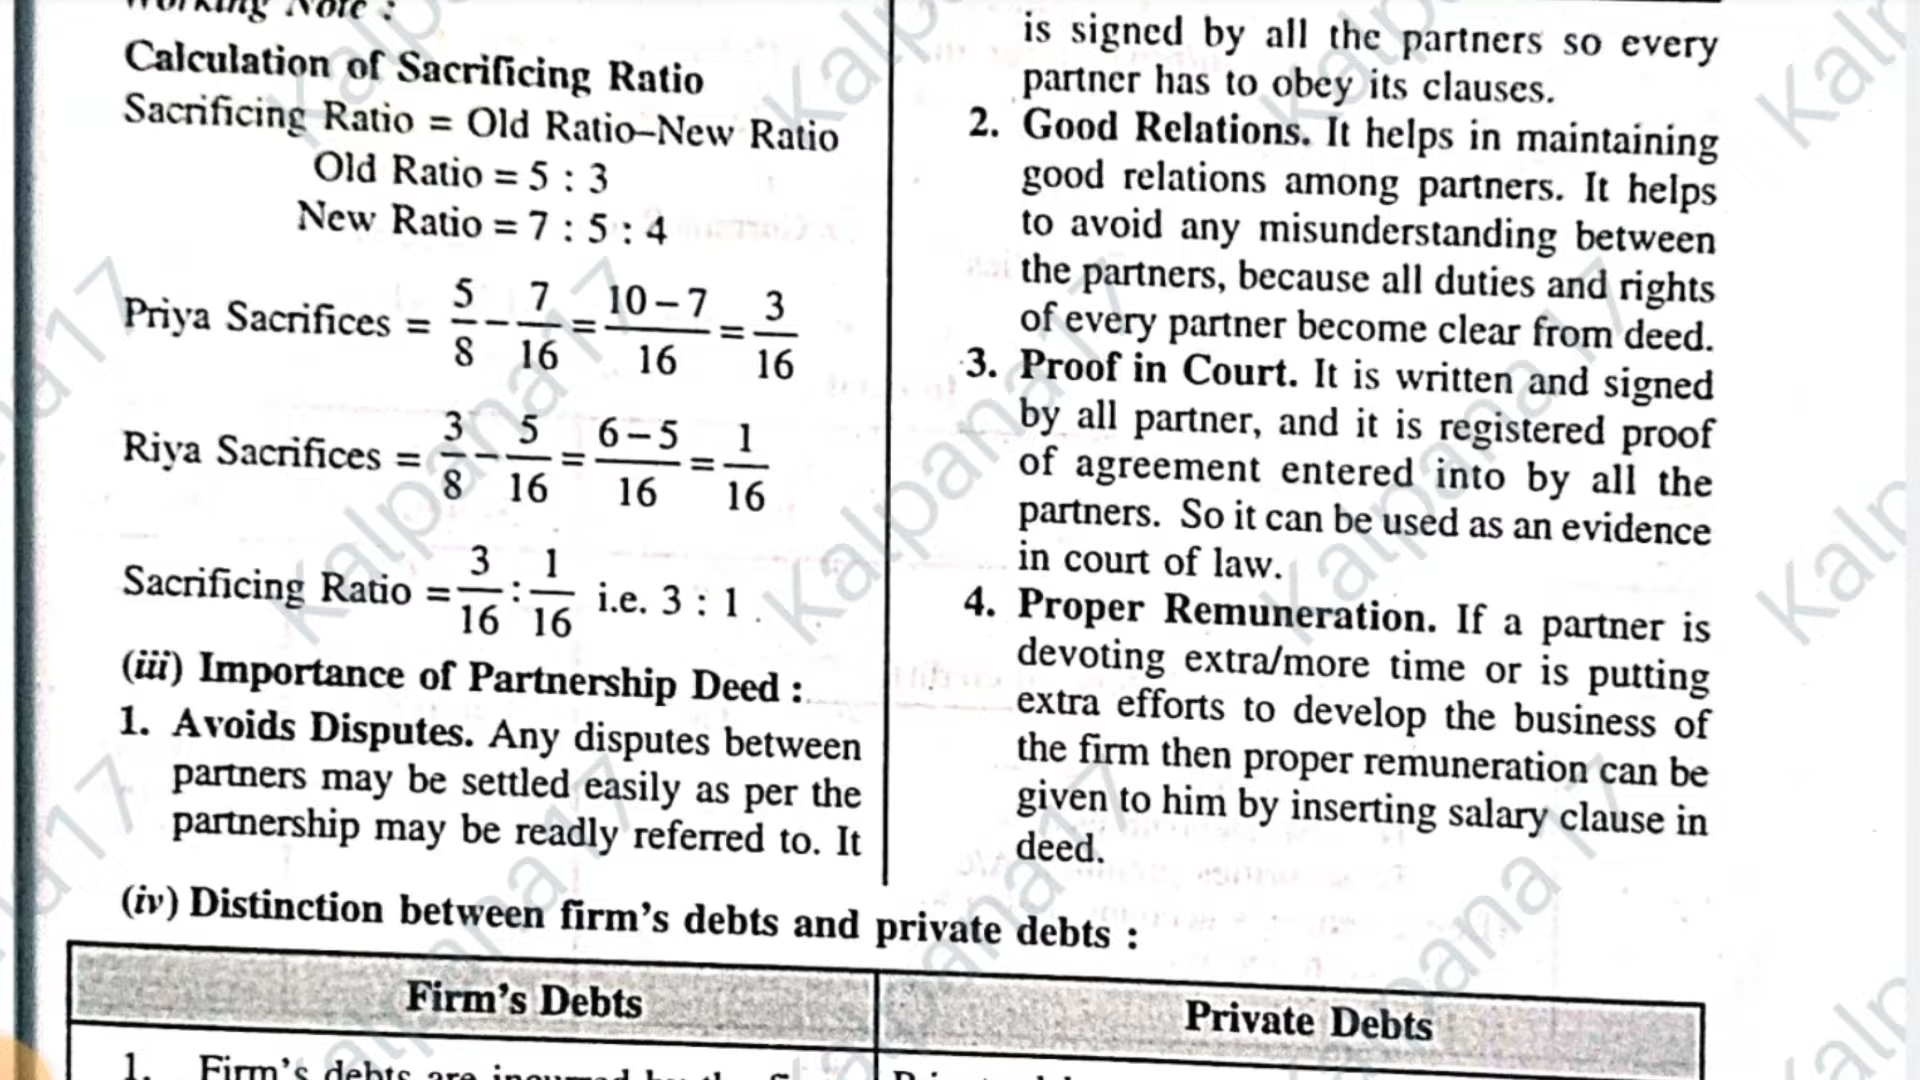 Working Note :
Calculation of Sacrificing Ratio
Sacrificing Ratio = Old Ratio–New Ratio
Old Ratio = 5 : 3
New Ratio = 7 : 5 : 4
Priya Sacrifices = 5/8 – 7/16 = 10 – 7/16 = 3/16
Riya Sacrifices = 3/8 – 5/16 = 6 – 5/16 = 1/16
Sacrificing Ratio = 3/16 : 1/16 i.e. 3 : 1
(iii) Importance of Partnership Deed :
1. Avoids Disputes. Any disputes between
partners may be settled easily as per the
partnership may be readly referred to. It
is signed by all the partners so every
partner has to obey its clauses.
2. Good Relations. It helps in maintaining
good relations among partners. It helps
to avoid any misunderstanding between
the partners, because all duties and rights
of every partner become clear from deed.
3. Proof in Court. It is written and signed
by all partner, and it is registered proof
of agreement entered into by all the
partners. So it can be used as an evidence
in court of law.
4. Proper Remuneration. If a partner is
devoting extra/more time or is putting
extra efforts to develop the business of
the firm then proper remuneration can be
given to him by inserting salary clause in
deed.
(iv) Distinction between firm's debts and private debts :
Firm's Debts
Private Debts
1. Firm's debts are
Kalpana 17